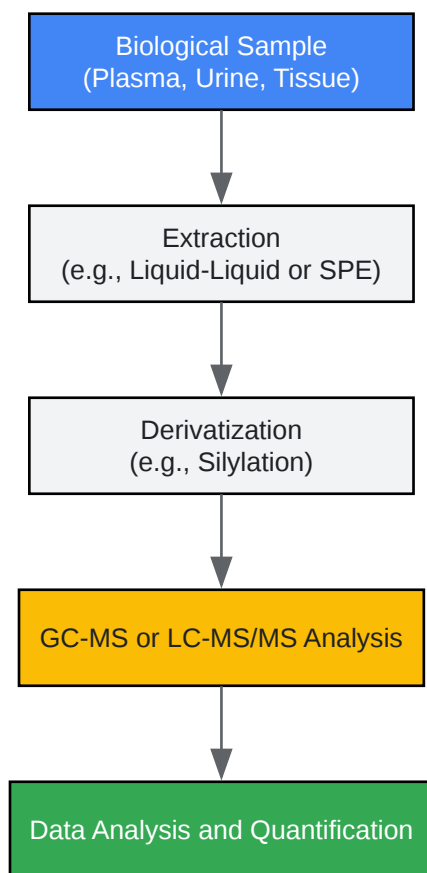 Biological Sample
(Plasma, Urine, Tissue)
Extraction
(e.g., Liquid-Liquid or SPE)
Derivatization
(e.g., Silylation)
GC-MS or LC-MS/MS Analysis
Data Analysis and Quantification